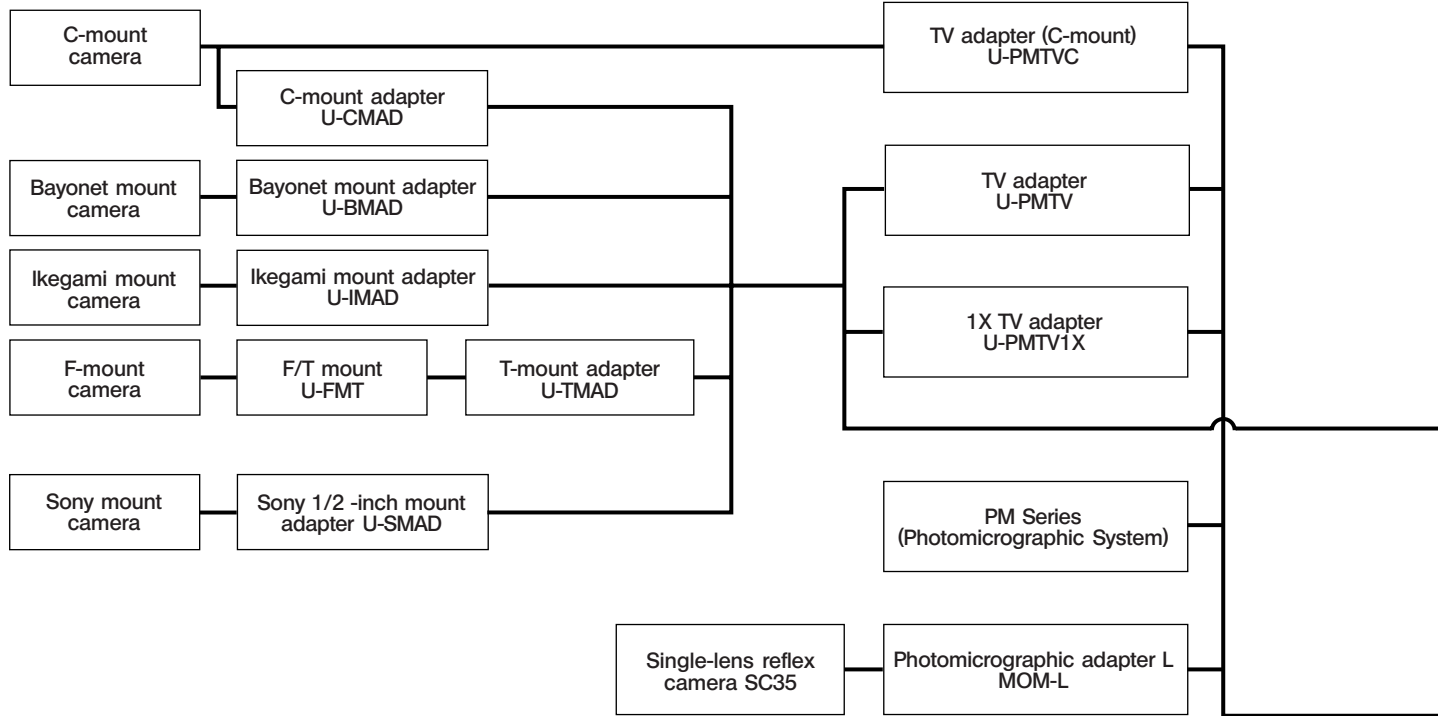 C-mount
camera
TV adapter (C-mount)
U-PMTVC
C-mount adapter
U-CMAD
Bayonet mount
camera
Bayonet mount adapter
U-BMAD
TV adapter
U-PMTV
Ikegami mount
camera
Ikegami mount adapter
U-IMAD
1X TV adapter
U-PMTV1X
F-mount
camera
F/T mount
U-FMT
T-mount adapter
U-TMAD
Sony mount
camera
Sony 1/2 -inch mount
adapter U-SMAD
PM Series
(Photomicrographic System)
Single-lens reflex
camera SC35
Photomicrographic adapter L
MOM-L